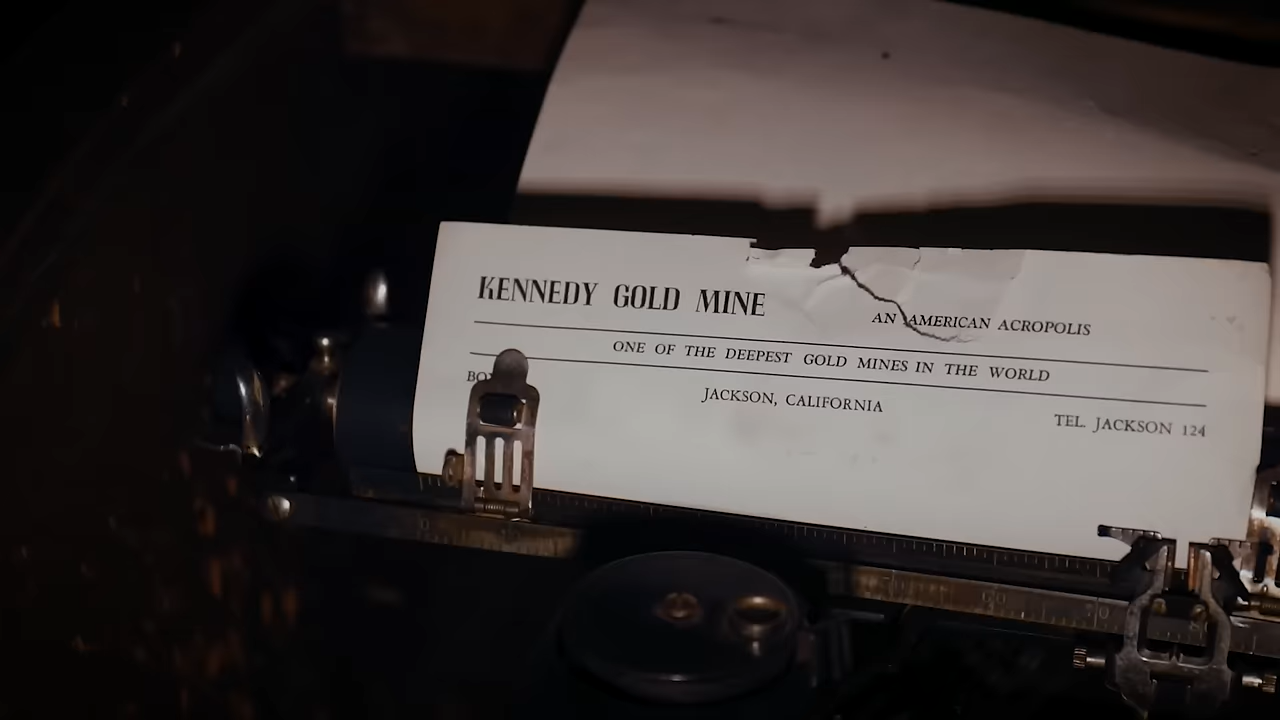 KENNEDY GOLD MINE AN AMERICAN ACROPOLIS
ONE OF THE DEEPEST GOLD MINES IN THE WORLD
JACKSON, CALIFORNIA
TEL. JACKSON 124